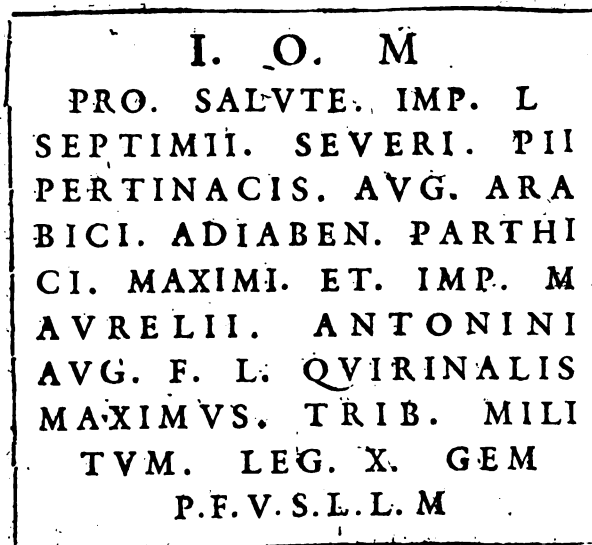 I. O. M
PRO. SALVTE. IMP. L
SEPTIMII. SEVERI. PII
PERTINACIS. AVG. ARA
BICI. ADIABEN. PARTHI
CI. MAXIMI. ET. IMP. M
AVRELII. ANTONINI
AVG. F. L. QVIRINALIS
MAXIMVS. TRIB. MILI
TVM. LEG. X. GEM
P.F.V.S.L.L.M